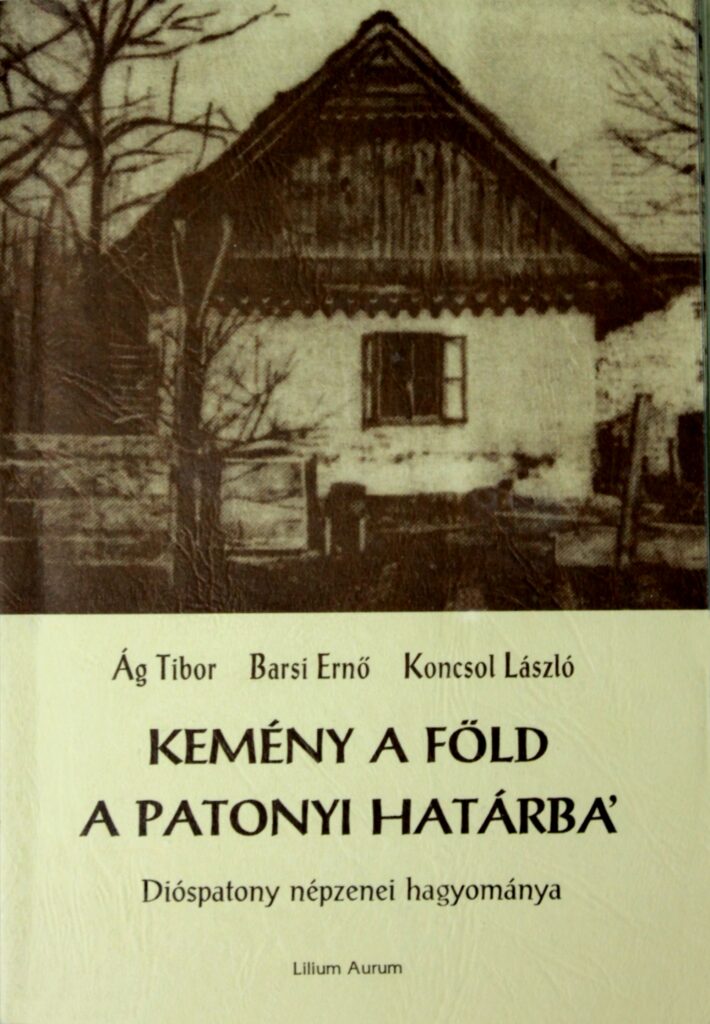 Ág Tibor Barsi Ernő Koncsol László
KEMÉNY A FÖLD
A PATONYI HATÁRBA’
Dióspatony népzenei hagyománya
Lilium Aurum